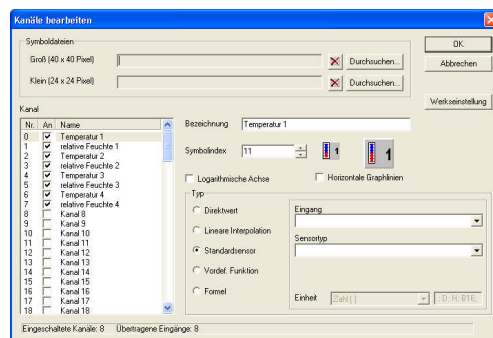 Kanäle bearbeiten
Symboldateien
Groß (40 x 40 Pixel)
Durchsuchen...
Klein (24 x 24 Pixel)
Durchsuchen...
OK
Abbrechen
Werkseinstellung
Kanal
Nr. An Name
0 Temperatur 1
1 relative Feuchte 1
2 Temperatur 2
3 relative Feuchte 2
4 Temperatur 3
5 relative Feuchte 3
6 Temperatur 4
7 relative Feuchte 4
8 Kanal 8
9 Kanal 9
10 Kanal 10
11 Kanal 11
12 Kanal 12
13 Kanal 13
14 Kanal 14
15 Kanal 15
16 Kanal 16
17 Kanal 17
18 Kanal 18
Bezeichnung Temperatur 1
Symbolindex 11 1 1
Logarithmische Achse Horizontale Graphlinien
Typ
Direktwert
Lineare Interpolation
Standardsensor
Vordef. Funktion
Formel
Eingang
Sensortyp
Einheit Zahl [ ] ; D; H; B16;
Eingeschaltete Kanäle: 8 Übertragene Eingänge: 8